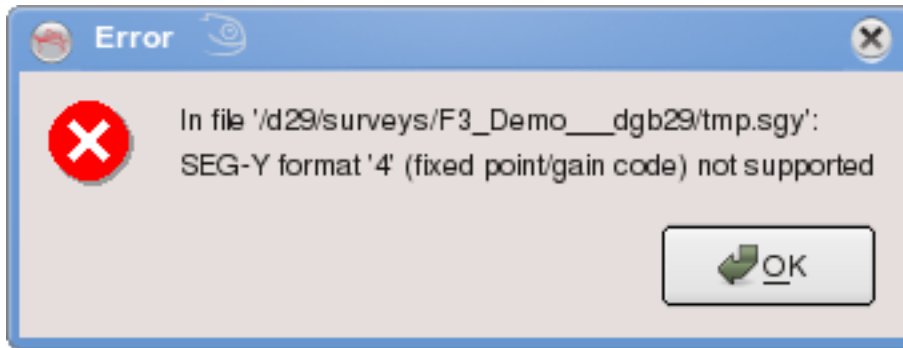 Error
In file '/d29/surveys/F3_Demo___dgb29/tmp.sgy':
SEG-Y format '4' (fixed point/gain code) not supported
OK